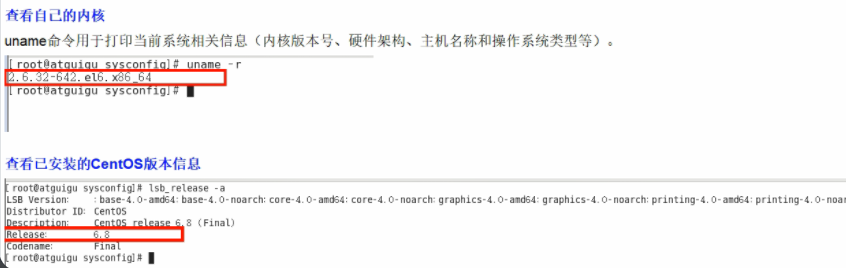 查看自己的内核
uname命令用于打印当前系统相关信息（内核版本号、硬件架构、主机名称和操作系统类型等）。
[root@atguigu sysconfig]# uname -r
2.6.32-642.el6.x86_64
[root@atguigu sysconfig]#
查看已安装的CentOS版本信息
[root@atguigu sysconfig]# lsb_release -a
LSB Version:    :base-4.0-amd64:base-4.0-noarch:core-4.0-amd64:core-4.0-noarch:graphics-4.0-amd64:graphics-4.0-noarch:printing-4.0-amd64:printing-4.0-noarch
Distributor ID: CentOS
Description:    CentOS release 6.8 (Final)
Release:        6.8
Codename:       Final
[root@atguigu sysconfig]#